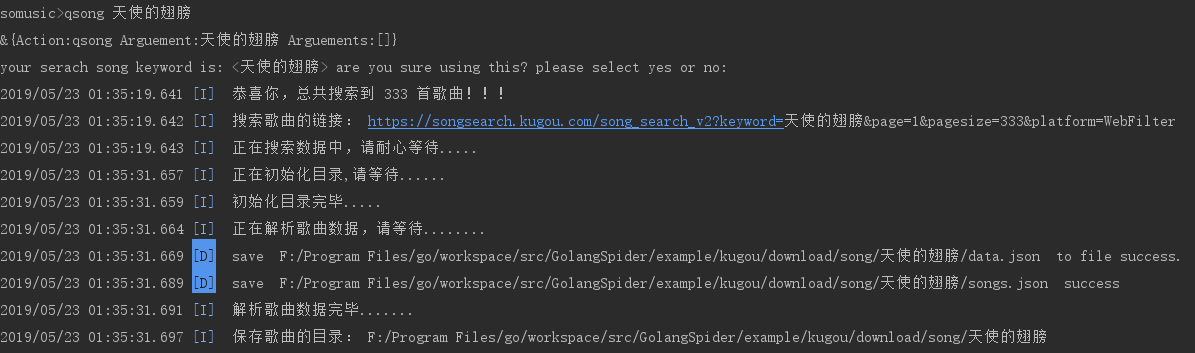 somusic>qsong 天使的翅膀
&{Action:qsong Arguement:天使的翅膀 Arguements:[]}
your serach song keyword is: <天使的翅膀> are you sure using this? please select yes or no:
2019/05/23 01:35:19.641 [I]  恭喜你，总共搜索到 333 首歌曲！！！
2019/05/23 01:35:19.642 [I]  搜索歌曲的链接： https://songsearch.kugou.com/song_search_v2?keyword=天使的翅膀&page=1&pagesize=333&platform=WebFilter
2019/05/23 01:35:19.643 [I]  正在搜索数据中，请耐心等待.....
2019/05/23 01:35:31.657 [I]  正在初始化目录,请等待......
2019/05/23 01:35:31.659 [I]  初始化目录完毕.....
2019/05/23 01:35:31.664 [I]  正在解析歌曲数据，请等待........
2019/05/23 01:35:31.669 [D]  save  F:/Program Files/go/workspace/src/GolangSpider/example/kugou/download/song/天使的翅膀/data.json  to file success.
2019/05/23 01:35:31.689 [D]  save  F:/Program Files/go/workspace/src/GolangSpider/example/kugou/download/song/天使的翅膀/songs.json  success
2019/05/23 01:35:31.691 [I]  解析歌曲数据完毕.......
2019/05/23 01:35:31.697 [I]  保存歌曲的目录： F:/Program Files/go/workspace/src/GolangSpider/example/kugou/download/song/天使的翅膀